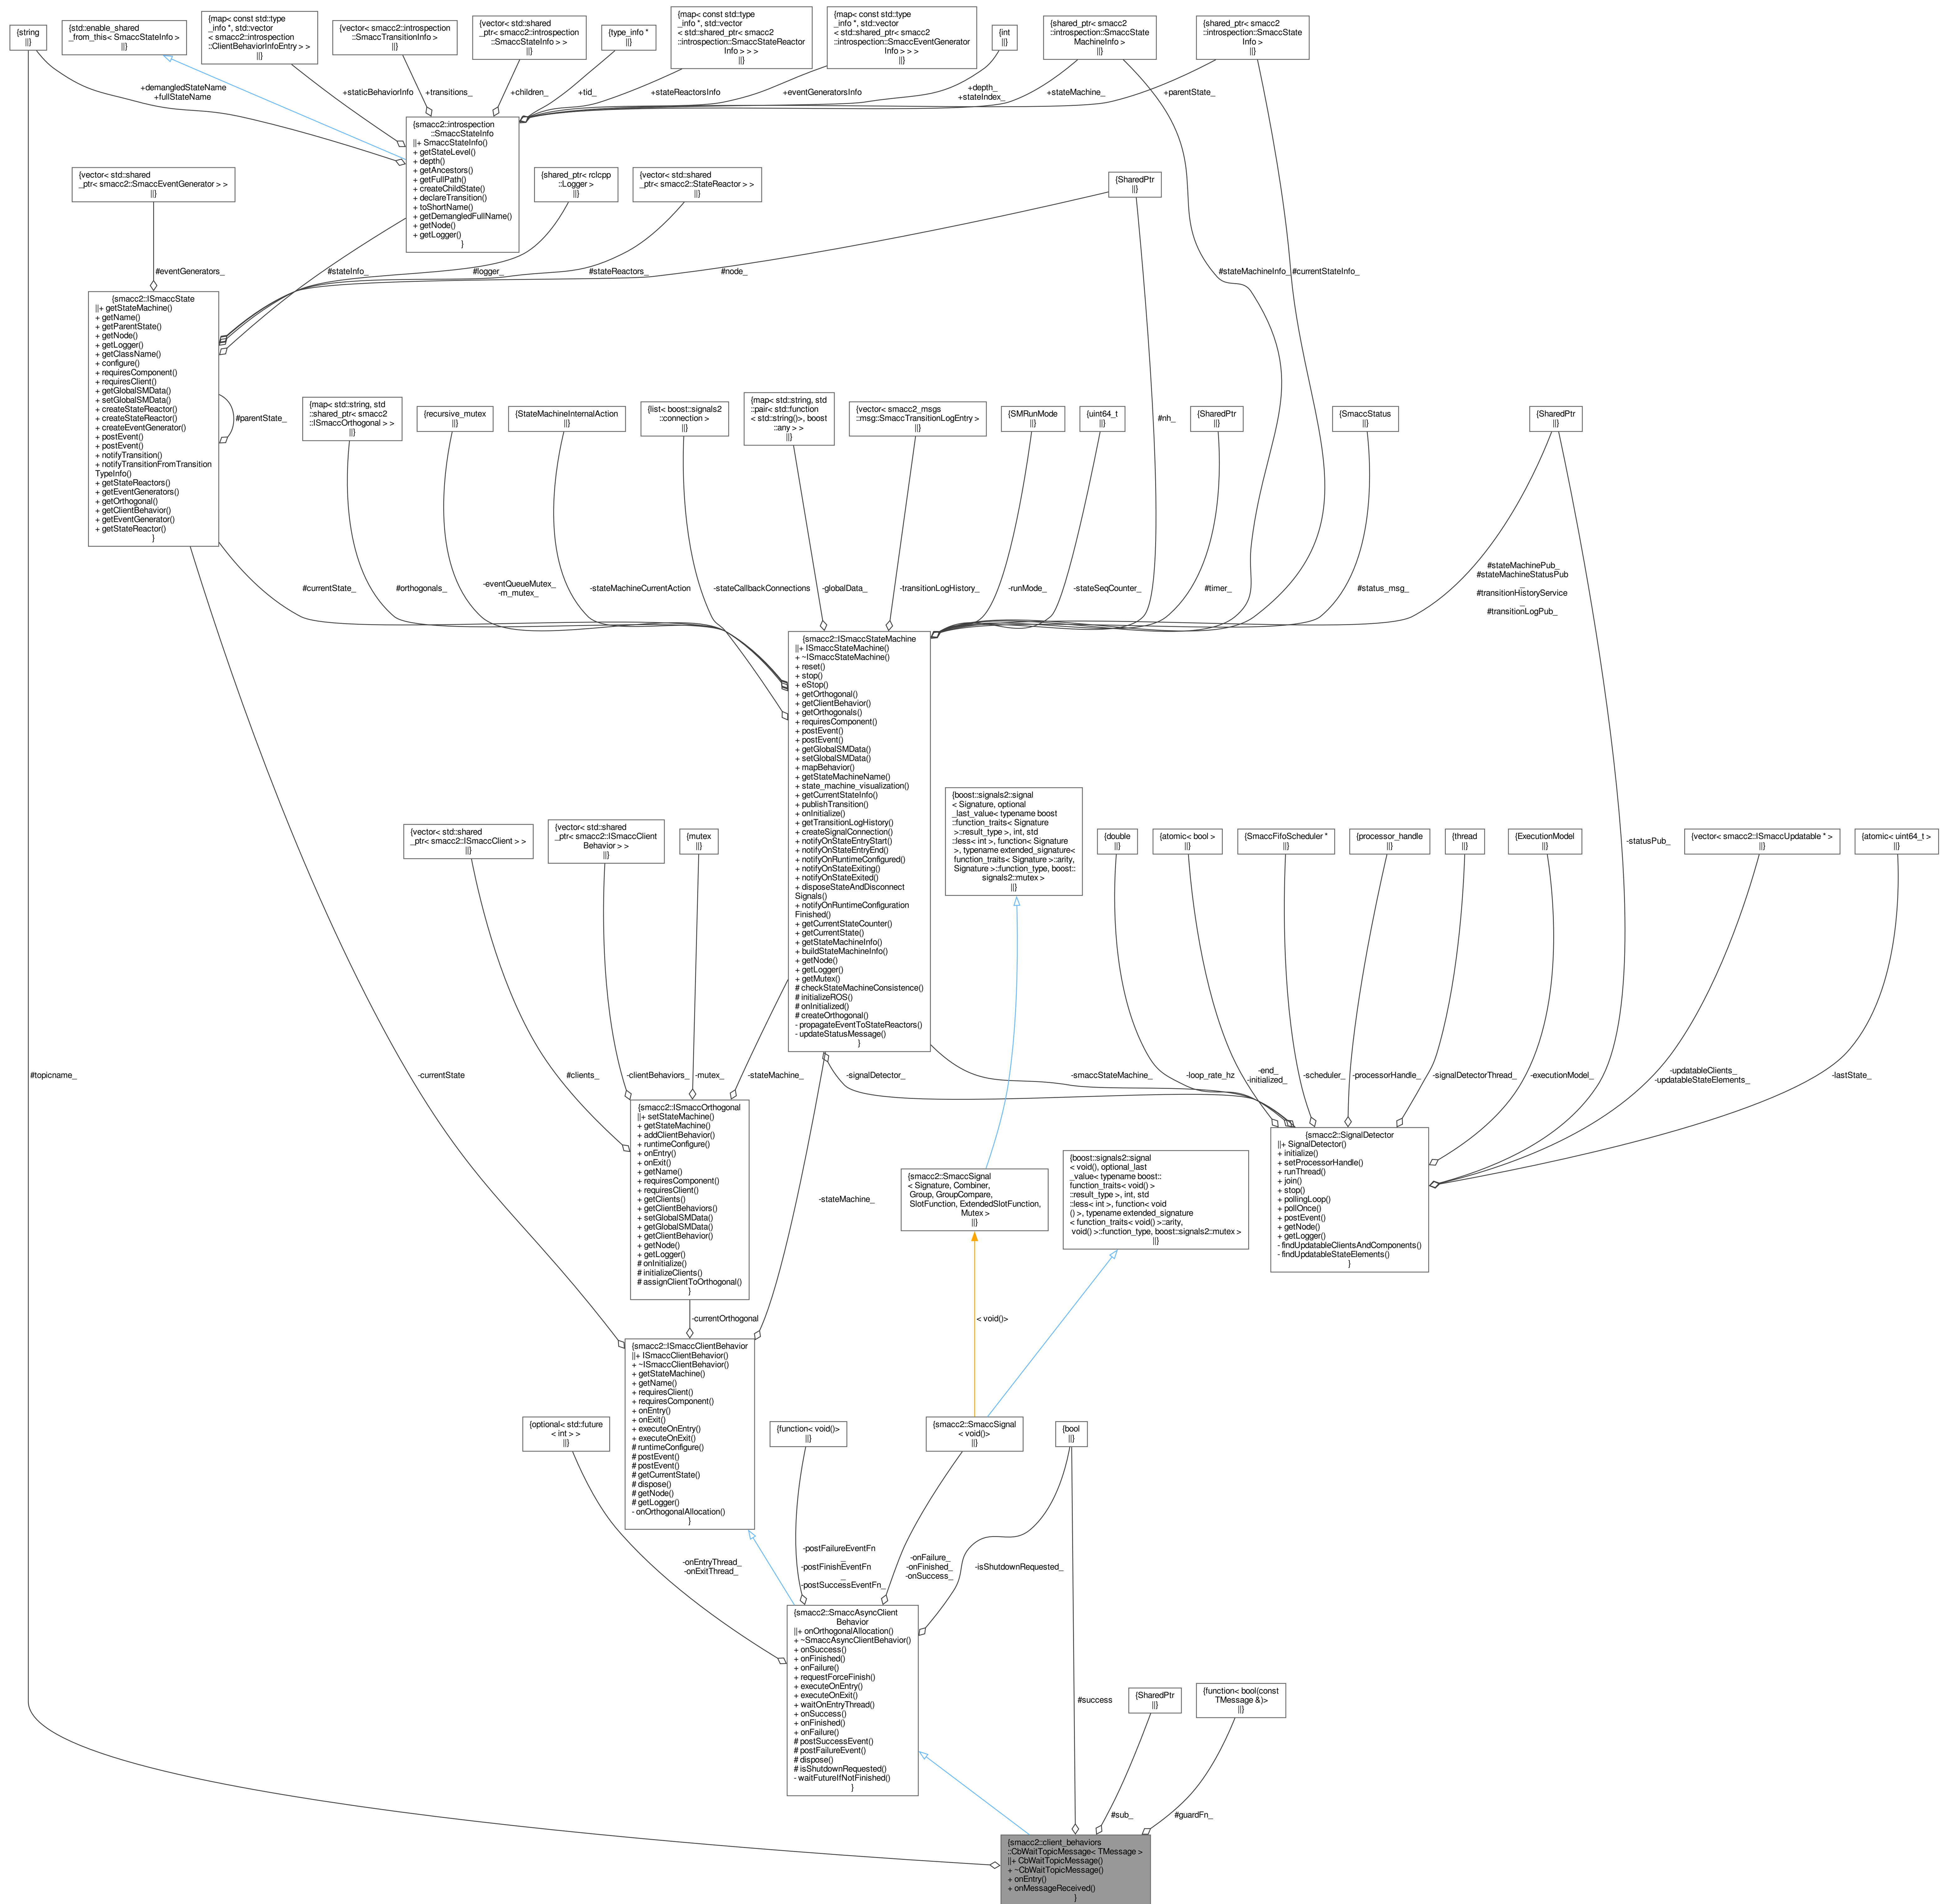 {string
||}
{std::enable_shared
_from_this< SmaccStateInfo >
||}
{map< const std::type
_info *, std::vector
< smacc2::introspection
::ClientBehaviorInfoEntry > >
||}
{vector< smacc2::introspection
::SmaccTransitionInfo >
||}
{vector< std::shared
_ptr< smacc2::introspection
::SmaccStateInfo > >
||}
{type_info *
||}
{map< const std::type
_info *, std::vector
< std::shared_ptr< smacc2
::introspection::SmaccStateReactor
Info > > >
||}
{map< const std::type
_info *, std::vector
< std::shared_ptr< smacc2
::introspection::SmaccEventGenerator
Info > > >
||}
{int
||}
{shared_ptr< smacc2
::introspection::SmaccState
MachineInfo >
||}
{shared_ptr< smacc2
::introspection::SmaccState
Info >
||}
+demangledStateName
+fullStateName
+staticBehaviorInfo
+transitions_
+children_
+tid_
+stateReactorsInfo
+eventGeneratorsInfo
+depth_
+stateIndex_
+stateMachine_
+parentState_
{smacc2::introspection
::SmaccStateInfo
||+ SmaccStateInfo()
+ getStateLevel()
+ depth()
+ getAncestors()
+ getFullPath()
+ createChildState()
+ declareTransition()
+ toShortName()
+ getDemangledFullName()
+ getNode()
+ getLogger()
}
{vector< std::shared
_ptr< smacc2::SmaccEventGenerator > >
||}
{shared_ptr< rclcpp
::Logger >
||}
{vector< std::shared
_ptr< smacc2::StateReactor > >
||}
{SharedPtr
||}
#eventGenerators_
#stateInfo_
#logger_
#stateReactors_
#node_
#stateMachineInfo_
#currentStateInfo_
{smacc2::ISmaccState
||+ getStateMachine()
+ getName()
+ getParentState()
+ getNode()
+ getLogger()
+ getClassName()
+ configure()
+ requiresComponent()
+ requiresClient()
+ getGlobalSMData()
+ setGlobalSMData()
+ createStateReactor()
+ createStateReactor()
+ createEventGenerator()
+ postEvent()
+ postEvent()
+ notifyTransition()
+ notifyTransitionFromTransition
TypeInfo()
+ getStateReactors()
+ getEventGenerators()
+ getOrthogonal()
+ getClientBehavior()
+ getEventGenerator()
+ getStateReactor()
}
#parentState_
{map< std::string, std
::shared_ptr< smacc2
::ISmaccOrthogonal > >
||}
{recursive_mutex
||}
{StateMachineInternalAction
||}
{list< boost::signals2
::connection >
||}
{map< std::string, std
::pair< std::function
< std::string()>, boost
::any > >
||}
{vector< smacc2_msgs
::msg::SmaccTransitionLogEntry >
||}
{SMRunMode
||}
{uint64_t
||}
#nh_
{SharedPtr
||}
{SmaccStatus
||}
{SharedPtr
||}
#currentState_
#orthogonals_
-eventQueueMutex_
-m_mutex_
-stateMachineCurrentAction
-stateCallbackConnections
-globalData_
-transitionLogHistory_
-runMode_
-stateSeqCounter_
#timer_
#status_msg_
#stateMachinePub_
#stateMachineStatusPub
_
#transitionHistoryService
_
#transitionLogPub_
{smacc2::ISmaccStateMachine
||+ ISmaccStateMachine()
+ ~ISmaccStateMachine()
+ reset()
+ stop()
+ eStop()
+ getOrthogonal()
+ getClientBehavior()
+ getOrthogonals()
+ requiresComponent()
+ postEvent()
+ postEvent()
+ getGlobalSMData()
+ setGlobalSMData()
+ mapBehavior()
+ getStateMachineName()
+ state_machine_visualization()
+ getCurrentStateInfo()
+ publishTransition()
+ onInitialize()
+ getTransitionLogHistory()
+ createSignalConnection()
+ notifyOnStateEntryStart()
+ notifyOnStateEntryEnd()
+ notifyOnRuntimeConfigured()
+ notifyOnStateExiting()
+ notifyOnStateExited()
+ disposeStateAndDisconnect
Signals()
+ notifyOnRuntimeConfiguration
Finished()
+ getCurrentStateCounter()
+ getCurrentState()
+ getStateMachineInfo()
+ buildStateMachineInfo()
+ getNode()
+ getLogger()
+ getMutex()
# checkStateMachineConsistence()
# initializeROS()
# onInitialized()
# createOrthogonal()
- propagateEventToStateReactors()
- updateStatusMessage()
}
{boost::signals2::signal
< Signature, optional
_last_value< typename boost
::function_traits< Signature
>::result_type >, int, std
::less< int >, function< Signature
>, typename extended_signature<
function_traits< Signature >::arity,
Signature >::function_type, boost::
signals2::mutex >
||}
{vector< std::shared
_ptr< smacc2::ISmaccClient > >
||}
{vector< std::shared
_ptr< smacc2::ISmaccClient
Behavior > >
||}
{mutex
||}
{double
||}
{atomic< bool >
||}
{SmaccFifoScheduler *
||}
{processor_handle
||}
{thread
||}
{ExecutionModel
||}
-statusPub_
{vector< smacc2::ISmaccUpdatable * >
||}
{atomic< uint64_t >
||}
#topicname_
-currentState
#clients_
-clientBehaviors_
-mutex_
-stateMachine_
-signalDetector_
-smaccStateMachine_
-loop_rate_hz
-end_
-initialized_
-scheduler_
-processorHandle_
-signalDetectorThread_
-executionModel_
-updatableClients_
-updatableStateElements_
-lastState_
{smacc2::ISmaccOrthogonal
||+ setStateMachine()
+ getStateMachine()
+ addClientBehavior()
+ runtimeConfigure()
+ onEntry()
+ onExit()
+ getName()
+ requiresComponent()
+ requiresClient()
+ getClients()
+ getClientBehaviors()
+ setGlobalSMData()
+ getGlobalSMData()
+ getClientBehavior()
+ getNode()
+ getLogger()
# onInitialize()
# initializeClients()
# assignClientToOrthogonal()
}
-stateMachine_
{smacc2::SmaccSignal
< Signature, Combiner,
Group, GroupCompare,
SlotFunction, ExtendedSlotFunction,
Mutex >
||}
{boost::signals2::signal
< void(), optional_last
_value< typename boost::
function_traits< void() >
::result_type >, int, std
::less< int >, function< void
() >, typename extended_signature
< function_traits< void() >::arity,
void() >::function_type, boost::signals2::mutex >
||}
{smacc2::SignalDetector
||+ SignalDetector()
+ initialize()
+ setProcessorHandle()
+ runThread()
+ join()
+ stop()
+ pollingLoop()
+ pollOnce()
+ postEvent()
+ getNode()
+ getLogger()
- findUpdatableClientsAndComponents()
- findUpdatableStateElements()
}
-currentOrthogonal
< void()>
{smacc2::ISmaccClientBehavior
||+ ISmaccClientBehavior()
+ ~ISmaccClientBehavior()
+ getStateMachine()
+ getName()
+ requiresClient()
+ requiresComponent()
+ onEntry()
+ onExit()
+ executeOnEntry()
+ executeOnExit()
# runtimeConfigure()
# postEvent()
# postEvent()
# getCurrentState()
# dispose()
# getNode()
# getLogger()
- onOrthogonalAllocation()
}
{optional< std::future
< int > >
||}
{function< void()>
||}
{smacc2::SmaccSignal
< void()>
||}
{bool
||}
-onEntryThread_
-onExitThread_
-postFailureEventFn
_
-postFinishEventFn
_
-postSuccessEventFn_
-onFailure_
-onFinished_
-onSuccess_
-isShutdownRequested_
{smacc2::SmaccAsyncClient
Behavior
||+ onOrthogonalAllocation()
+ ~SmaccAsyncClientBehavior()
+ onSuccess()
+ onFinished()
+ onFailure()
+ requestForceFinish()
+ executeOnEntry()
+ executeOnExit()
+ waitOnEntryThread()
+ onSuccess()
+ onFinished()
+ onFailure()
# postSuccessEvent()
# postFailureEvent()
# dispose()
# isShutdownRequested()
- waitFutureIfNotFinished()
}
#success
{SharedPtr
||}
{function< bool(const
TMessage &)>
||}
#sub_
#guardFn_
{smacc2::client_behaviors
::CbWaitTopicMessage< TMessage >
||+ CbWaitTopicMessage()
+ ~CbWaitTopicMessage()
+ onEntry()
+ onMessageReceived()
}